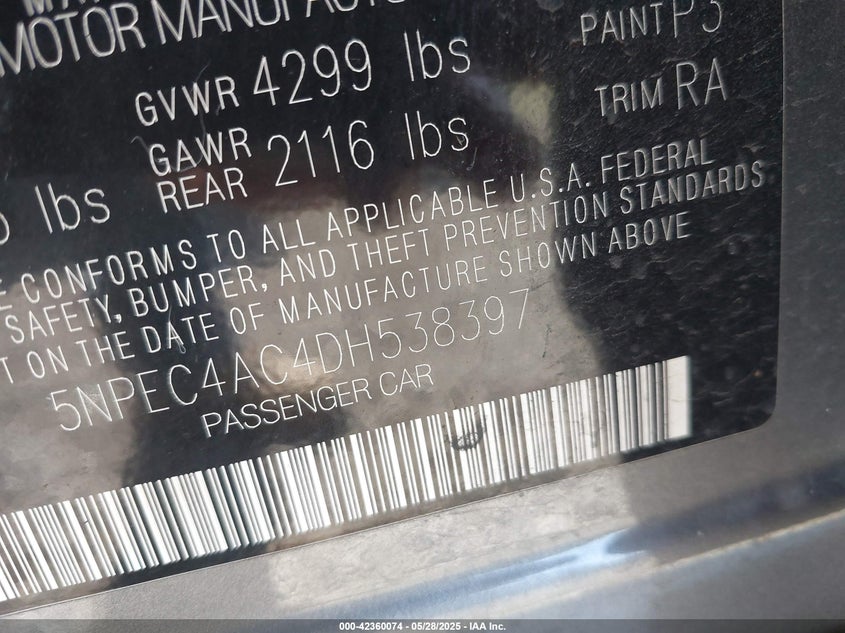 MOTOR MANUFACTU
GVWR 4299 lbs PAINT P3
lbs GAWR REAR 2116 lbs TRIM RA
CONFORMS TO ALL APPLICABLE U.S.A. FEDERAL
SAFETY, BUMPER, AND THEFT PREVENTION STANDARDS
ON THE DATE OF MANUFACTURE SHOWN ABOVE
5NPEC4AC4DH538397
PASSENGER CAR
000-42360074 - 05/28/2025 - IAA Inc.